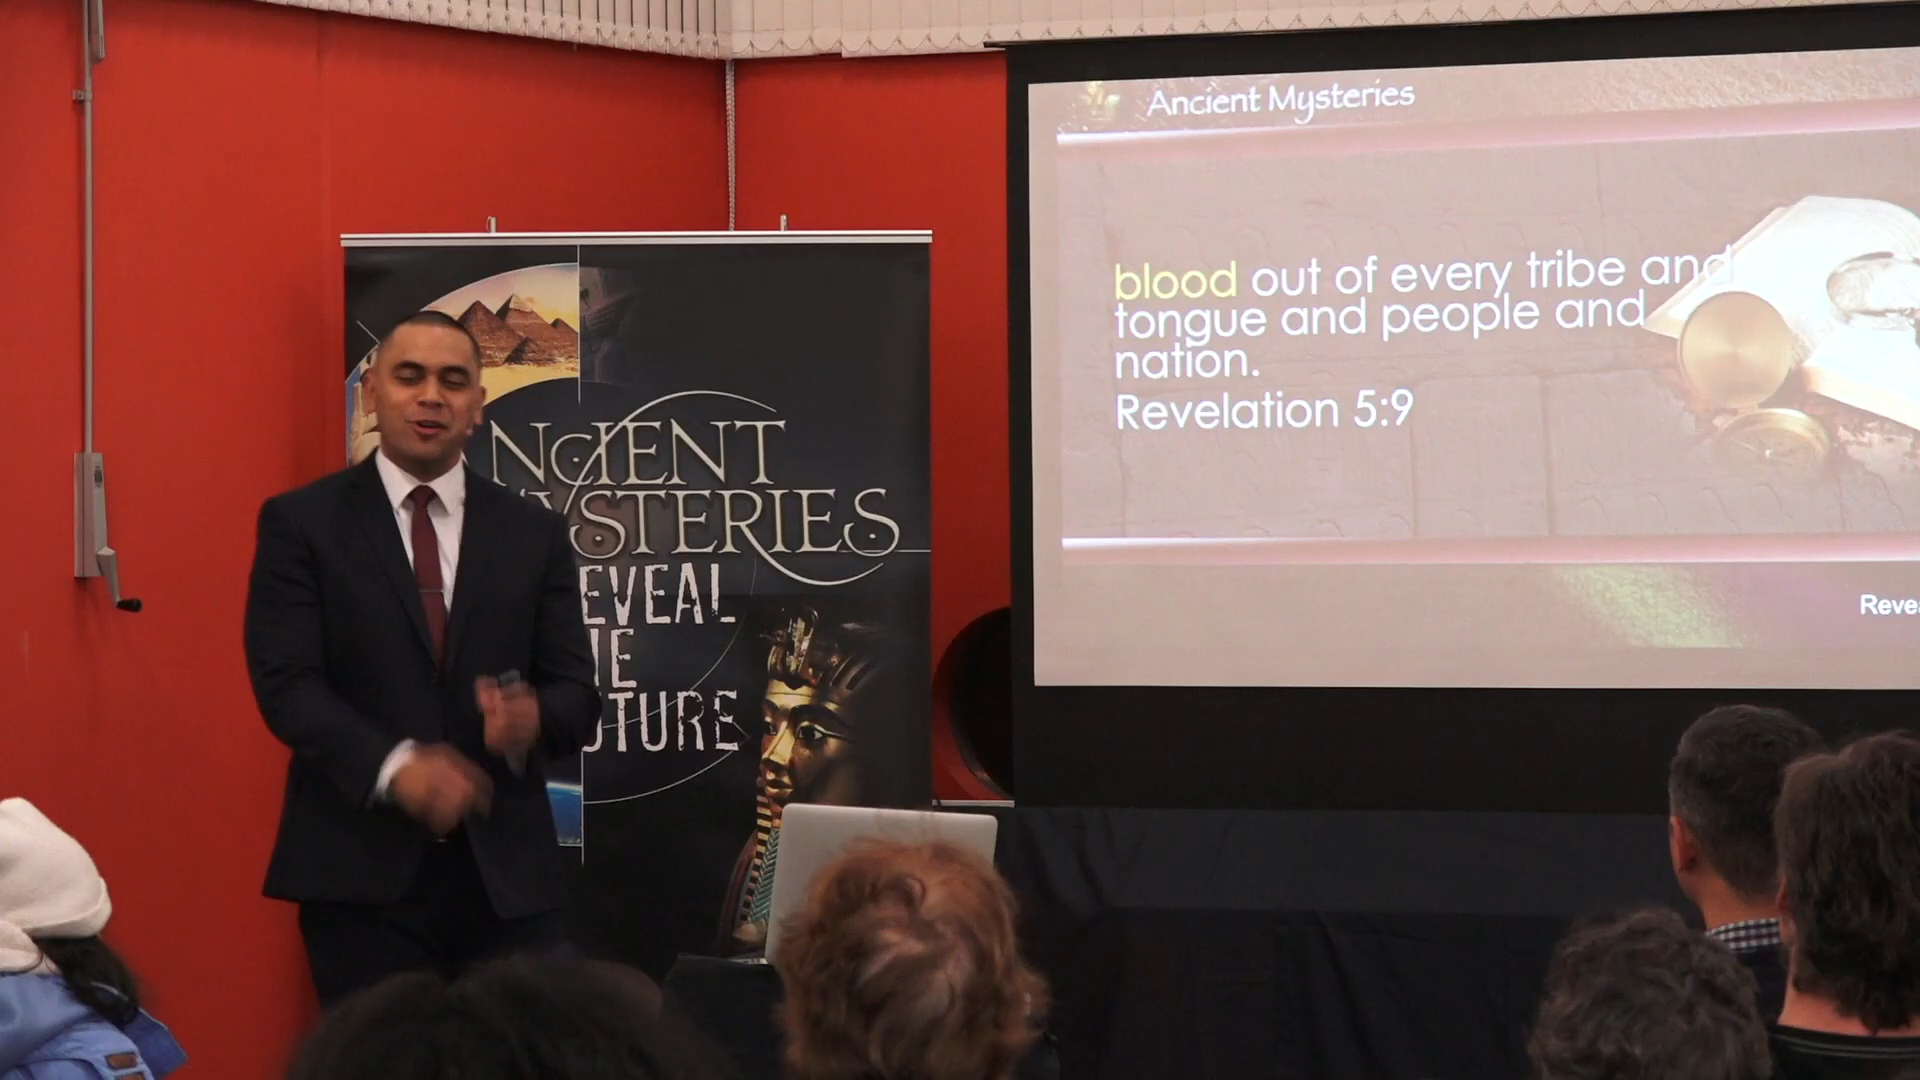 NCIENT
YSTERIES
EVEAL
HE
UTURE
Ancient Mysteries
blood out of every tribe and
tongue and people and
nation.
Revelation 5:9
Reve